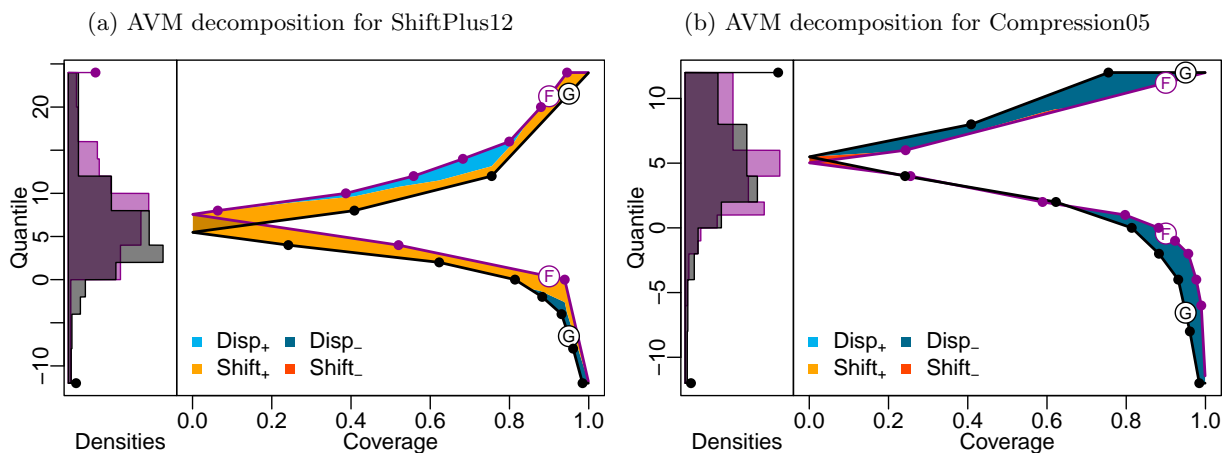 (a) AVM decomposition for ShiftPlus12
Quantile
20
10
5
0
−10
F
G
F
G
Disp+
Disp−
Shift+
Shift−
0.0 0.2 0.4 0.6 0.8 1.0
Densities
Coverage
(b) AVM decomposition for Compression05
Quantile
10
5
0
−5
−10
G
F
F
G
Disp+
Disp−
Shift+
Shift−
0.0 0.2 0.4 0.6 0.8 1.0
Densities
Coverage